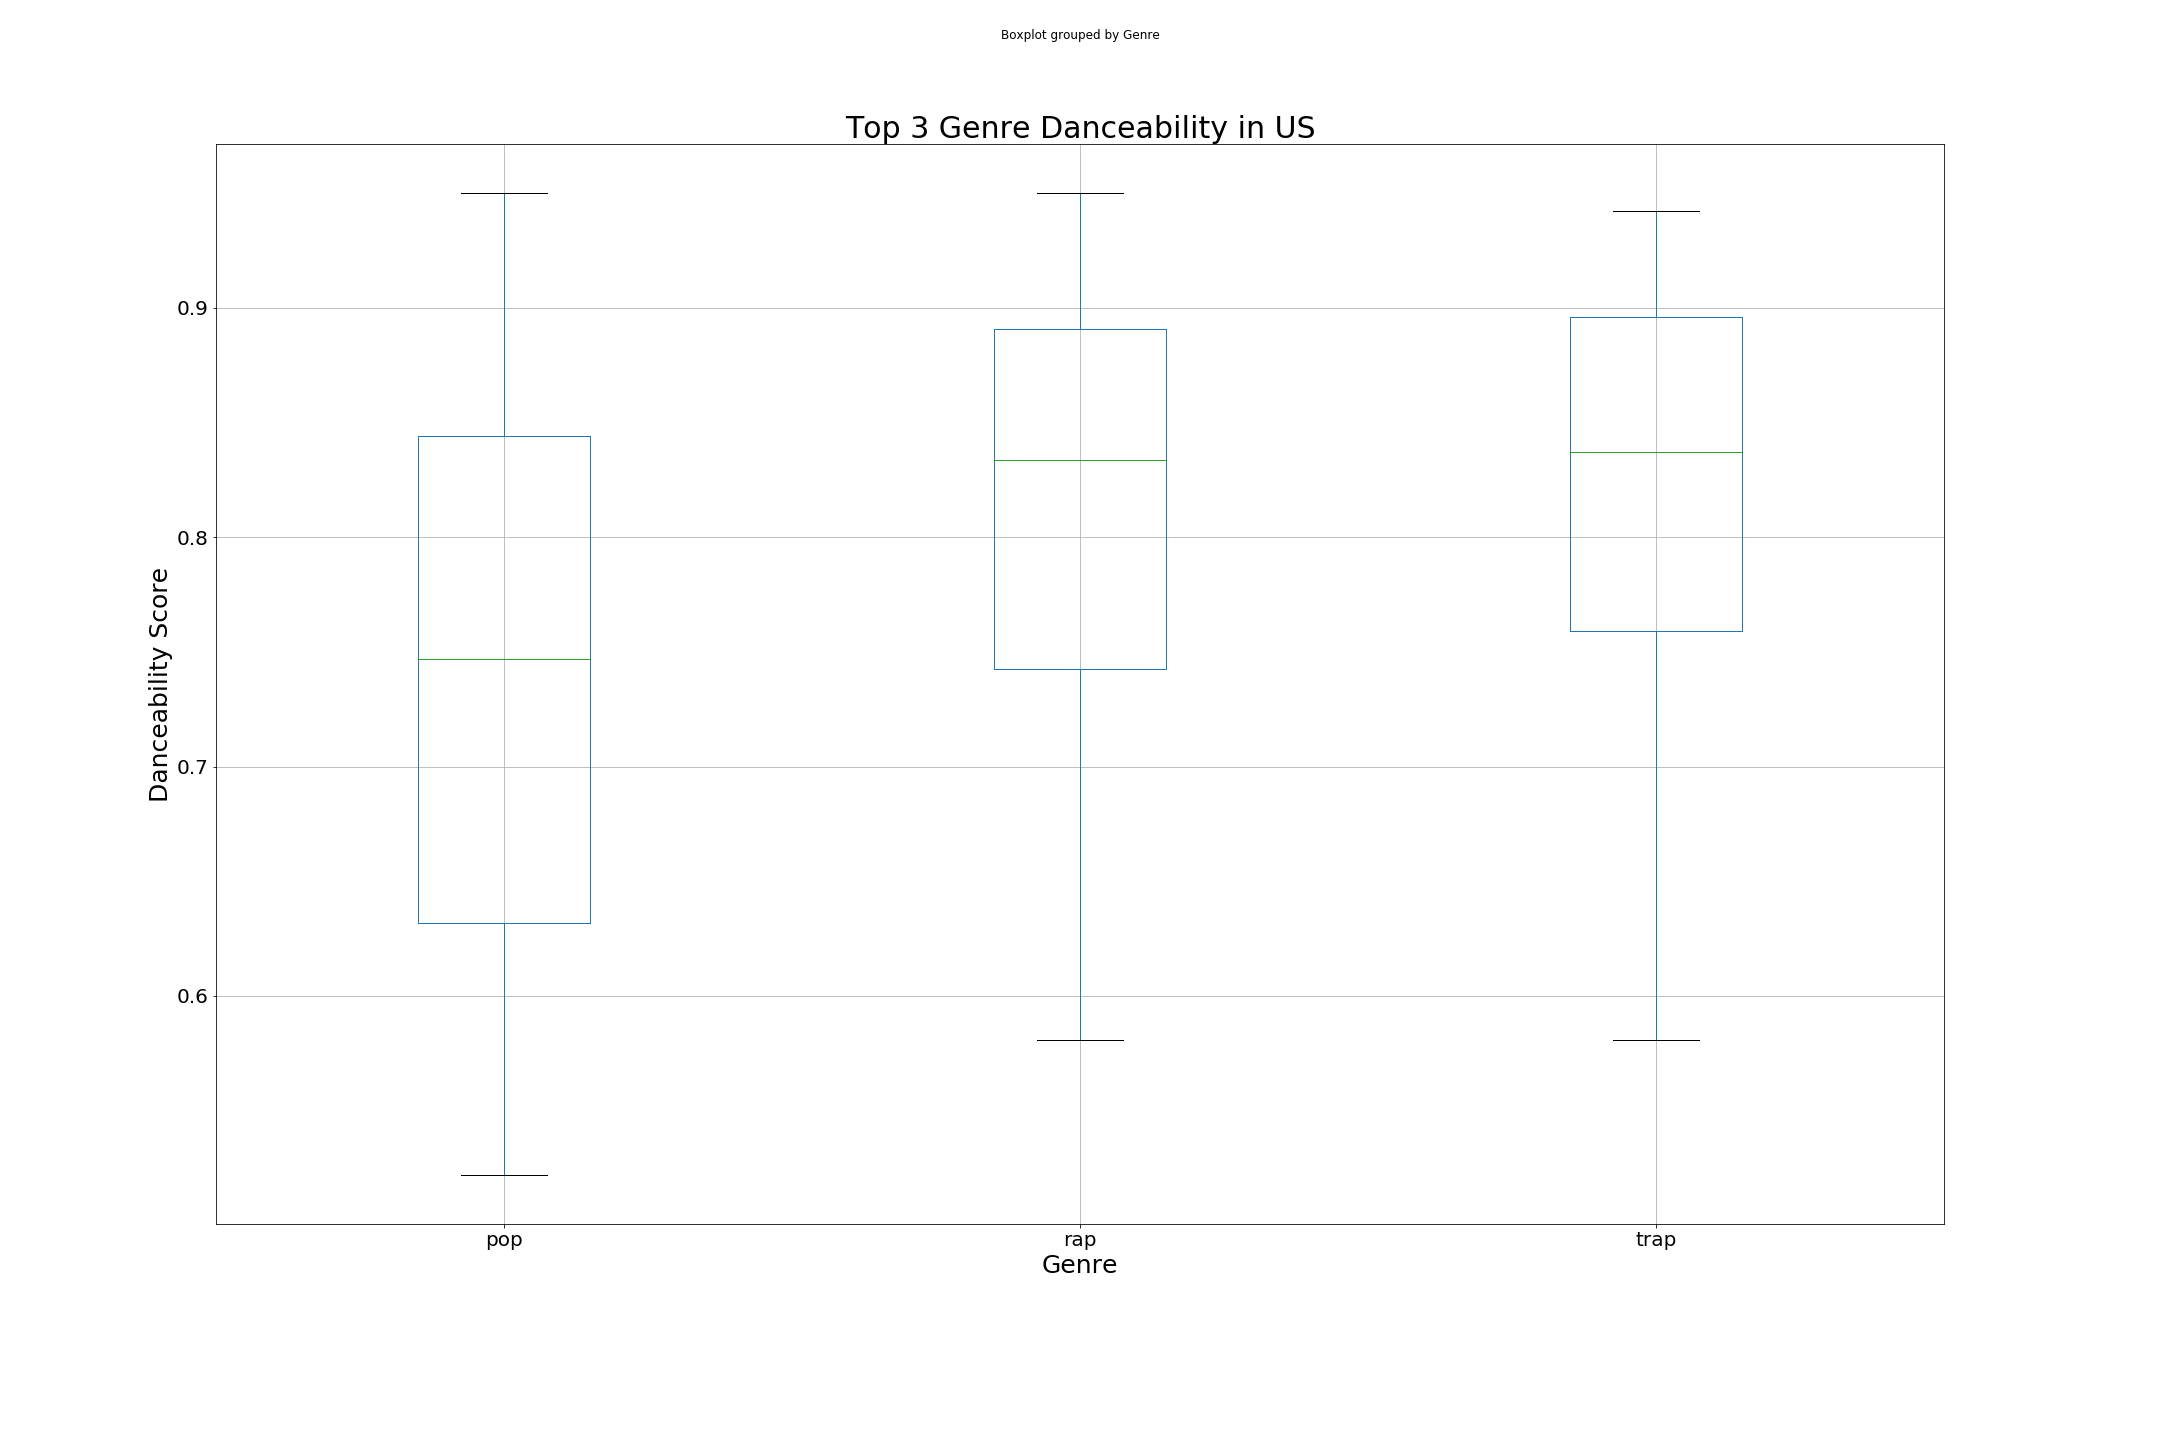 Boxplot grouped by Genre
Top 3 Genre Danceability in US
0.9
0.8
0.7
0.6
Danceability Score
pop
rap
trap
Genre